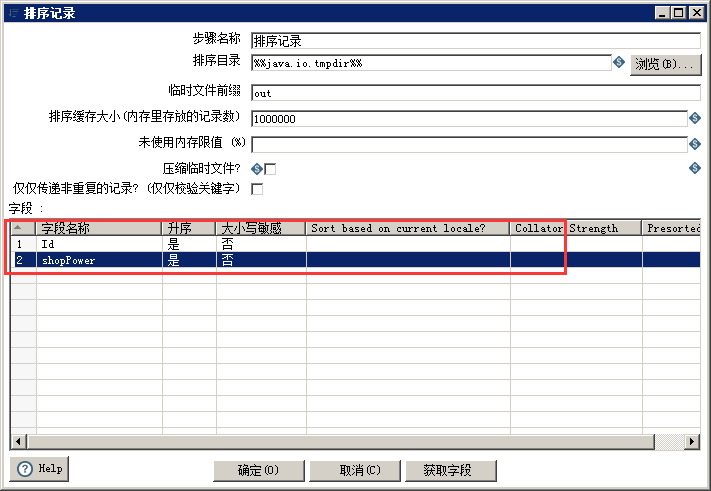 排序记录
步骤名称 排序记录
排序目录 %%java.io.tmpdir%% 浏览(B)...
临时文件前缀 out
排序缓存大小(内存里存放的记录数) 1000000
未使用内存限值 (%)
压缩临时文件?
仅仅传递非重复的记录? (仅仅校验关键字)
字段 :
字段名称 升序 大小写敏感 Sort based on current locale? Collator Strength Presorted
1 Id 是 否
2 shopPower 是 否
Help 确定(O) 取消(C) 获取字段